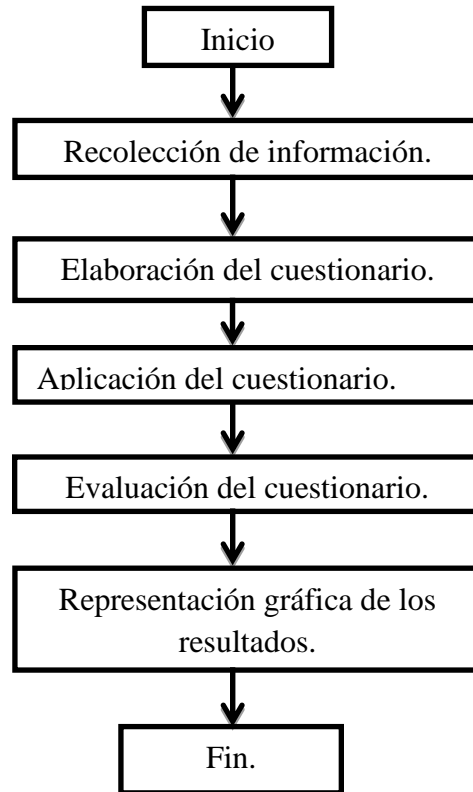 Inicio
Recolección de información.
Elaboración del cuestionario.
Aplicación del cuestionario.
Evaluación del cuestionario.
Representación gráfica de los
resultados.
Fin.